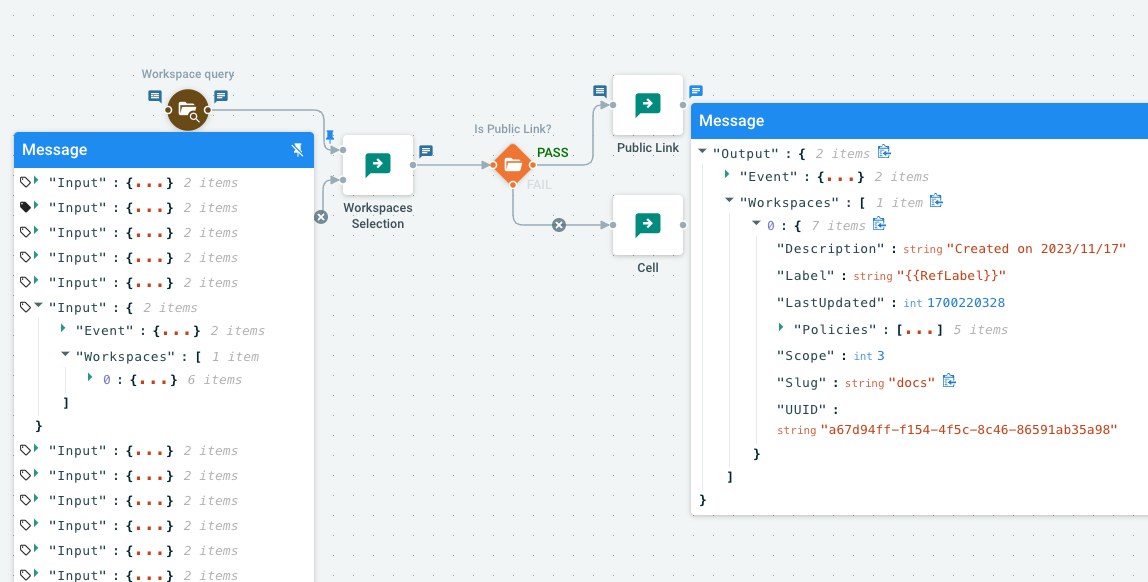 Workspace query
Message
"Input" : {...} 2 items
"Input" : {...} 2 items
"Input" : {...} 2 items
"Input" : {...} 2 items
"Input" : {...} 2 items
"Input" : { 2 items
"Event" : {...} 2 items
"Workspaces" : [ 1 item
0 : {...} 6 items
]
}
"Input" : {...} 2 items
"Input" : {...} 2 items
"Input" : {...} 2 items
"Input" : {...} 2 items
"Input" : {...} 2 items
"Input" : {...} 2 items
Workspaces
Selection
Is Public Link?
PASS
FAIL
Public Link
Cell
Message
"Output" : { 2 items
"Event" : {...} 2 items
"Workspaces" : [ 1 item
0 : { 7 items
"Description" : string "Created on 2023/11/17"
"Label" : string "{{RefLabel}}"
"LastUpdated" : int 1700220328
"Policies" : [...] 5 items
"Scope" : int 3
"Slug" : string "docs"
"UUID" :
string "a67d94ff-f154-4f5c-8c46-86591ab35a98"
}
]
}